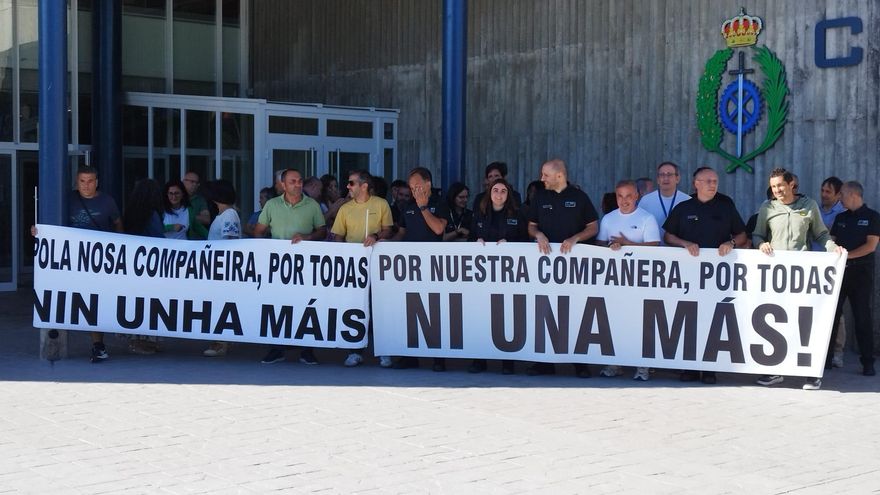 C
POLA NOSA COMPAÑEIRA, POR TODAS
NIN UNHA MÁIS
POR NUESTRA COMPAÑERA, POR TODAS
NI UNA MÁS!